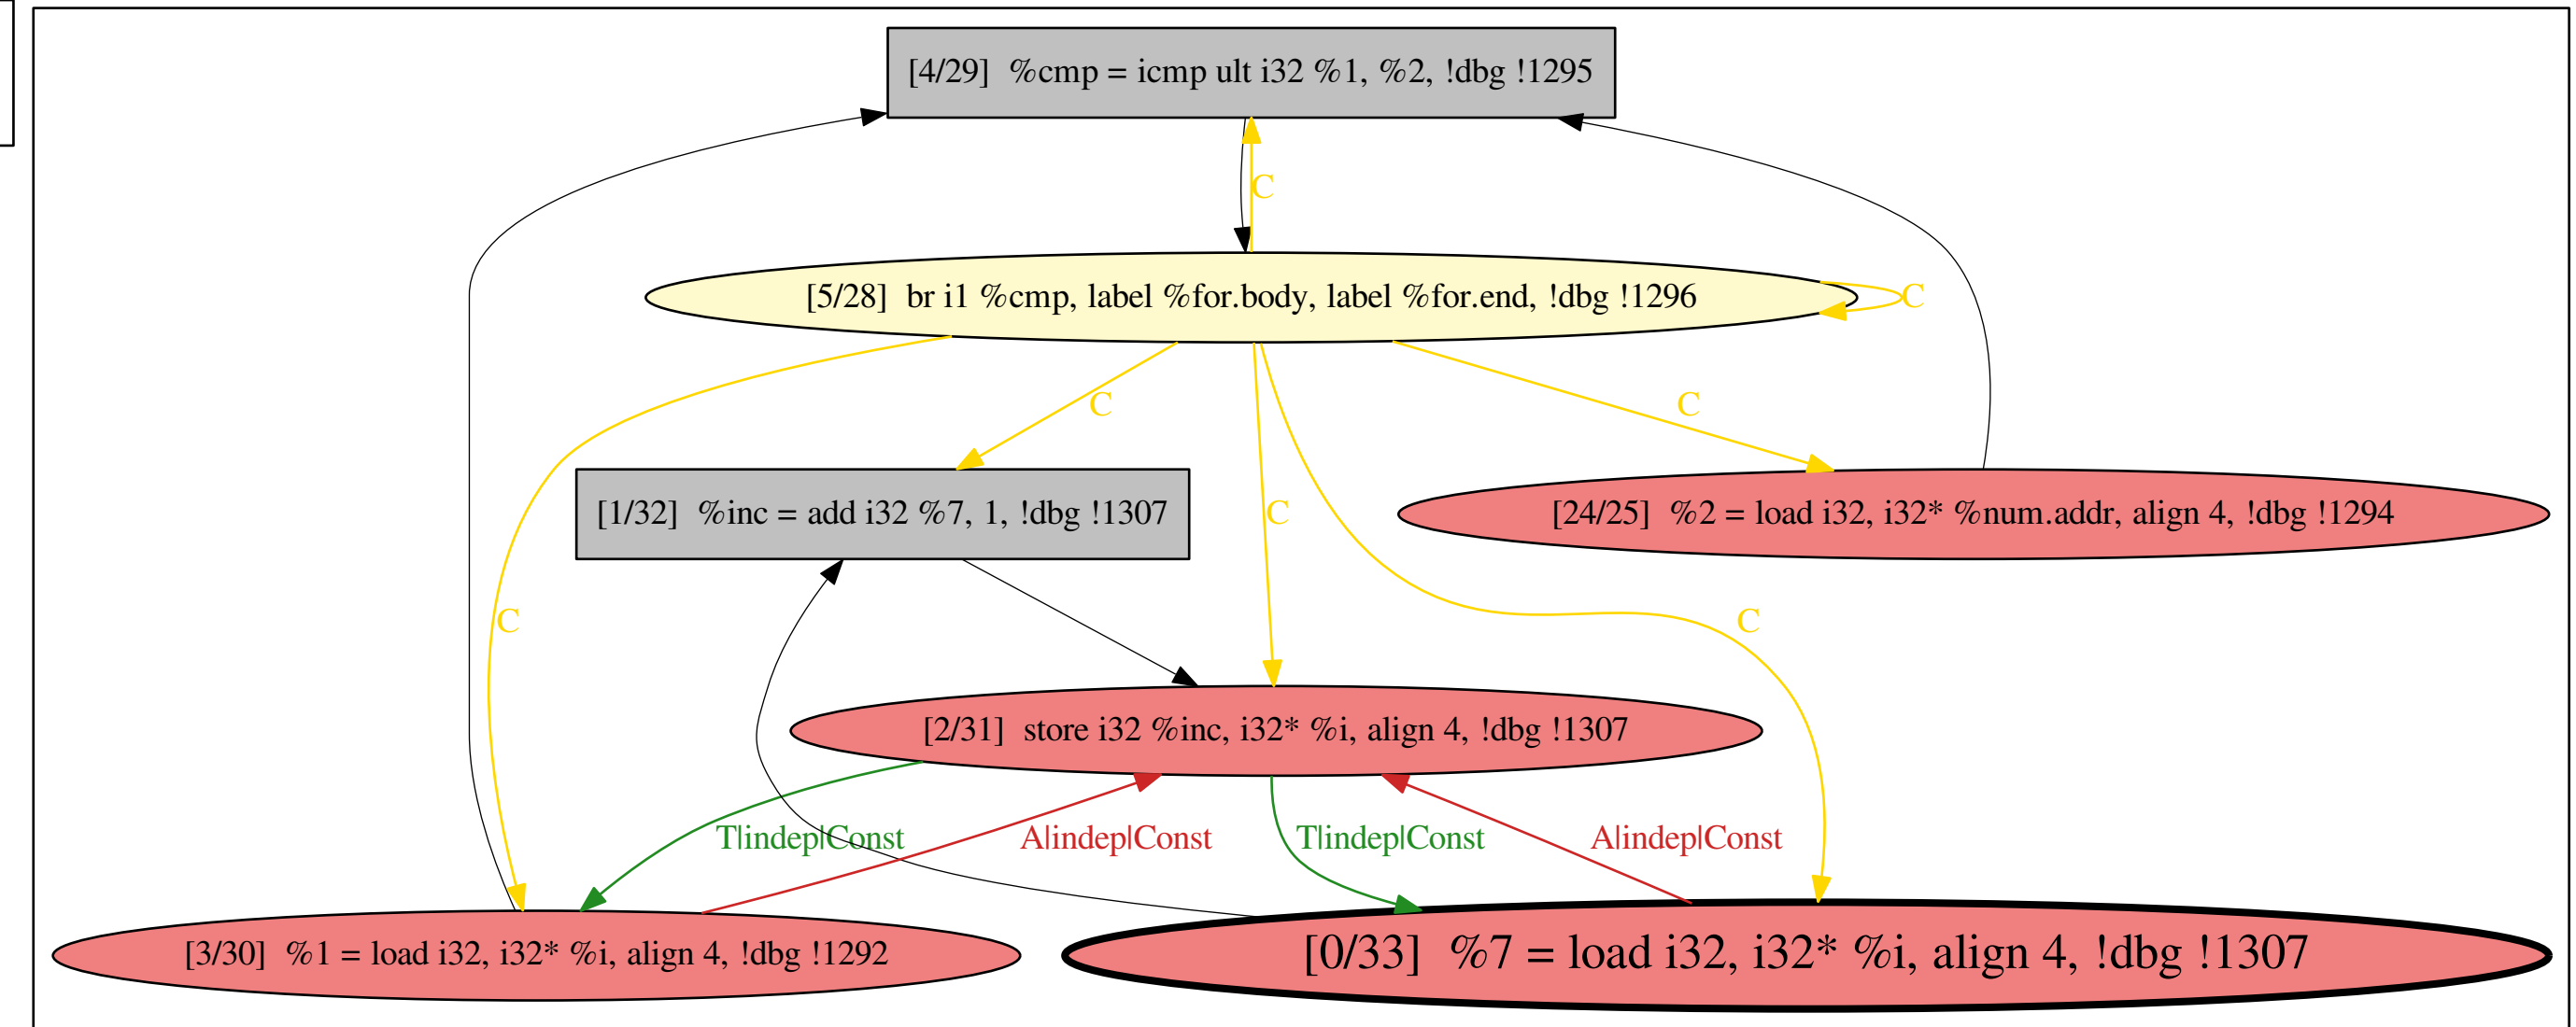 [4/29]  %cmp = icmp ult i32 %1, %2, !dbg !1295
C
[5/28]  br i1 %cmp, label %for.body, label %for.end, !dbg !1296
C
C
C
[1/32]  %inc = add i32 %7, 1, !dbg !1307
C
[24/25]  %2 = load i32, i32* %num.addr, align 4, !dbg !1294
C
C
[2/31]  store i32 %inc, i32* %i, align 4, !dbg !1307
T|indep|Const
A|indep|Const
T|indep|Const
A|indep|Const
[3/30]  %1 = load i32, i32* %i, align 4, !dbg !1292
[0/33]  %7 = load i32, i32* %i, align 4, !dbg !1307